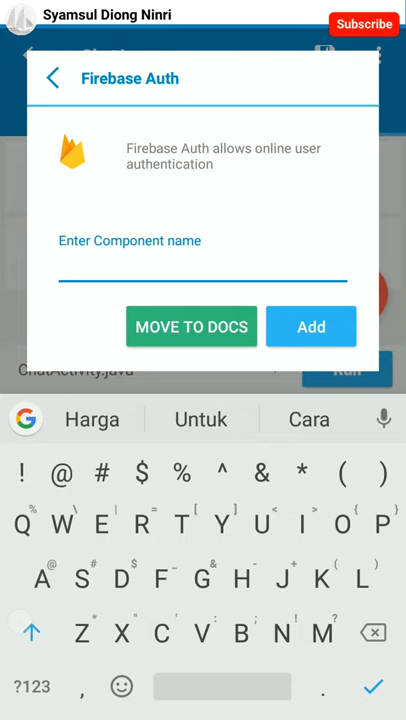 Syamsul Diong Ninri
Subscribe
Firebase Auth
Firebase Auth allows online user
authentication
Enter Component name
MOVE TO DOCS
Add
ChatActivity.java
Run
Harga
Untuk
Cara
! @ # $ % ^ & * ( )
% \ | = [ ] < > { }
Q W E R T Y U I O P
@ # $ _ & - + ( )
A S D F G H J K L
* " ' : ; ! ?
Z X C V B N M
?123 , .